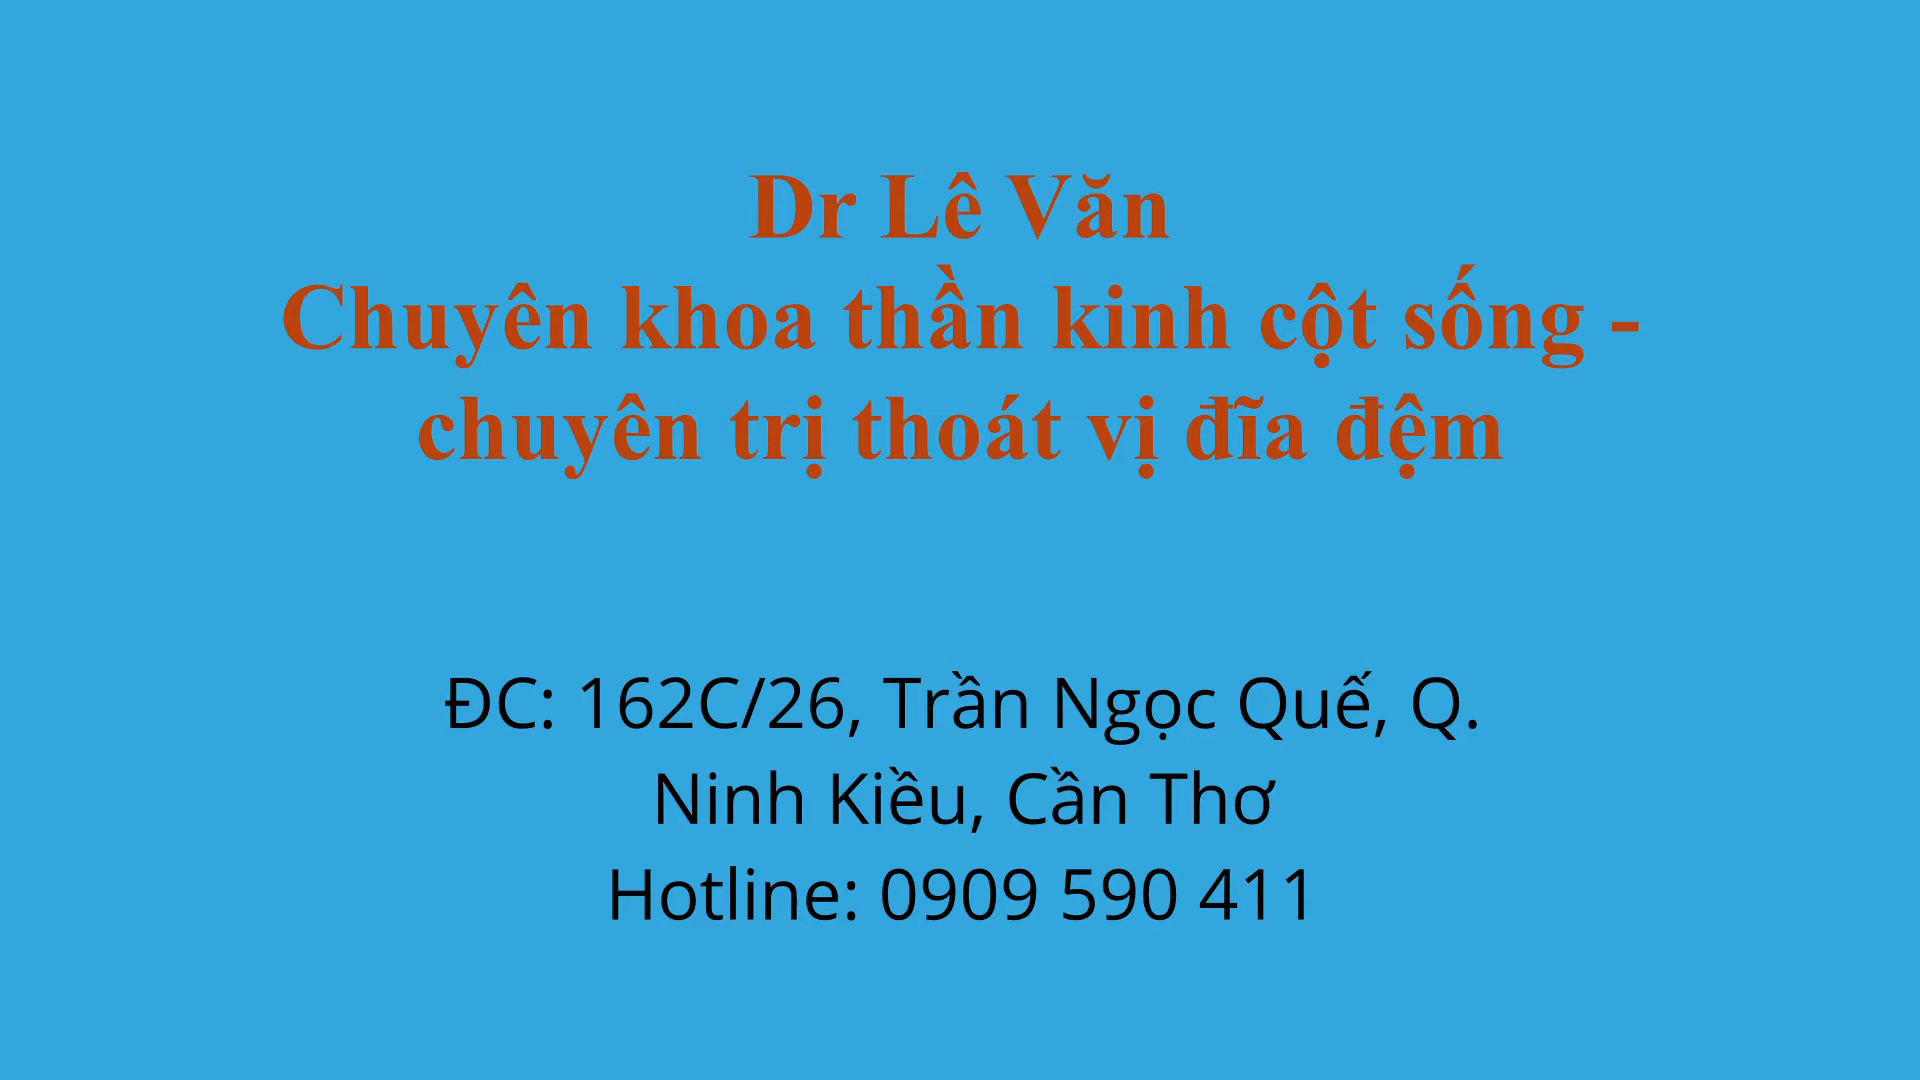 Dr Lê Văn
Chuyên khoa thần kinh cột sống -
chuyên trị thoát vị đĩa đệm
ĐC: 162C/26, Trần Ngọc Quế, Q.
Ninh Kiều, Cần Thơ
Hotline: 0909 590 411